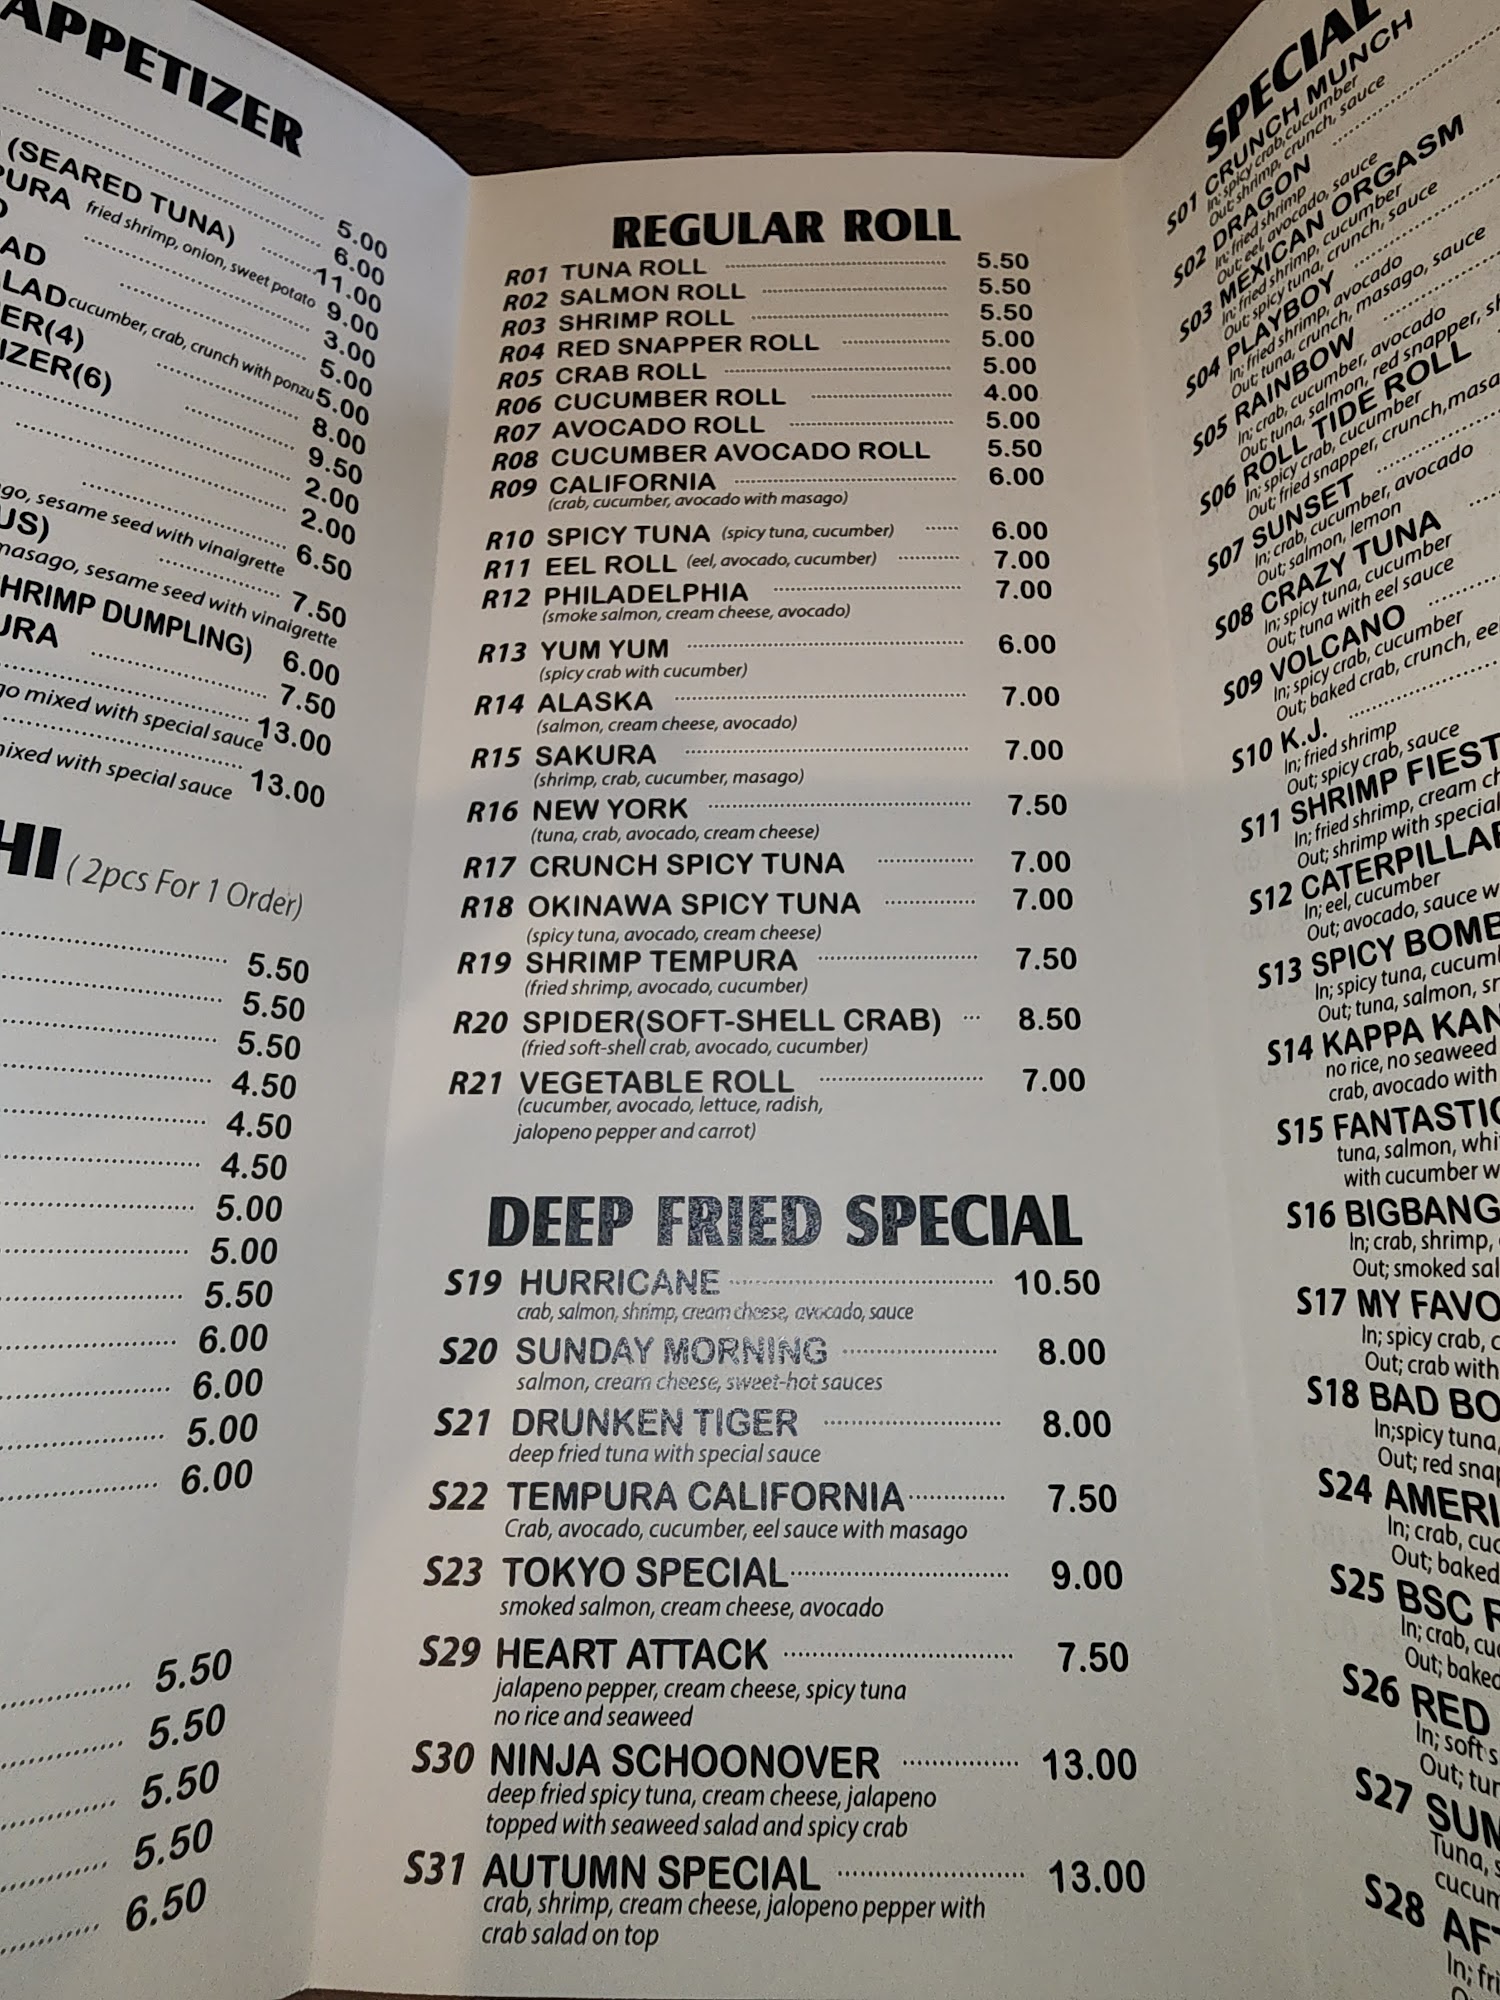 APPETIZER
5.00
6.00
(SEARED TUNA) 11.00
fried shrimp, onion, sweet potato 9.00
3.00
5.00
cucumber, crab, crunch with ponzu 5.00
ER(4) 8.00
IZER(6) 9.50
2.00
2.00
6.50
sesame seed with vinaigrette
US) 7.50
masago, sesame seed with vinaigrette
SHRIMP DUMPLING) 6.00
URA 7.50
13.00
mixed with special sauce
13.00
mixed with special sauce
HI (2pcs For 1 Order)
5.50
5.50
5.50
4.50
4.50
4.50
5.00
5.00
5.50
6.00
6.00
5.00
6.00
5.50
5.50
5.50
5.50
6.50
REGULAR ROLL
R01 TUNA ROLL 5.50
R02 SALMON ROLL 5.50
R03 SHRIMP ROLL 5.50
R04 RED SNAPPER ROLL 5.00
R05 CRAB ROLL 5.00
R06 CUCUMBER ROLL 4.00
R07 AVOCADO ROLL 5.00
R08 CUCUMBER AVOCADO ROLL 5.50
R09 CALIFORNIA 6.00
(crab, cucumber, avocado with masago)
R10 SPICY TUNA (spicy tuna, cucumber) 6.00
R11 EEL ROLL (eel, avocado, cucumber) 7.00
R12 PHILADELPHIA 7.00
(smoke salmon, cream cheese, avocado)
R13 YUM YUM 6.00
(spicy crab with cucumber)
R14 ALASKA 7.00
(salmon, cream cheese, avocado)
R15 SAKURA 7.00
(shrimp, crab, cucumber, masago)
R16 NEW YORK 7.50
(tuna, crab, avocado, cream cheese)
R17 CRUNCH SPICY TUNA 7.00
R18 OKINAWA SPICY TUNA 7.00
(spicy tuna, avocado, cream cheese)
R19 SHRIMP TEMPURA 7.50
(fried shrimp, avocado, cucumber)
R20 SPIDER(SOFT-SHELL CRAB) 8.50
(fried soft-shell crab, avocado, cucumber)
R21 VEGETABLE ROLL 7.00
(cucumber, avocado, lettuce, radish,
jalopeno pepper and carrot)
DEEP FRIED SPECIAL
S19 HURRICANE 10.50
crab, salmon, shrimp, cream cheese, avocado, sauce
S20 SUNDAY MORNING 8.00
salmon, cream cheese, sweet-hot sauces
S21 DRUNKEN TIGER 8.00
deep fried tuna with special sauce
S22 TEMPURA CALIFORNIA 7.50
Crab, avocado, cucumber, eel sauce with masago
S23 TOKYO SPECIAL 9.00
smoked salmon, cream cheese, avocado
S29 HEART ATTACK 7.50
jalapeno pepper, cream cheese, spicy tuna
no rice and seaweed
S30 NINJA SCHOONOVER 13.00
deep fried spicy tuna, cream cheese, jalapeno
topped with seaweed salad and spicy crab
S31 AUTUMN SPECIAL 13.00
crab, shrimp, cream cheese, jalapeno pepper with
crab salad on top
SPECIAL
S01 CRUNCH MUNCH
In; spicy crab, cucumber
Out; shrimp, crunch, sauce
S02 DRAGON
In; fried shrimp
Out; eel, avocado, sauce
S03 MEXICAN ORGASM
In; fried shrimp, cucumber
Out; spicy tuna, crunch, sauce
S04 PLAYBOY
In; fried shrimp, avocado
Out; tuna, crunch, masago, sauce
S05 RAINBOW
In; crab, cucumber, avocado
Out; tuna, salmon, red snapper,
S06 ROLL TIDE ROLL
In; spicy crab, cucumber
Out; fried snapper, crunch,
S07 SUNSET
In; crab, cucumber, avocado
Out; salmon, lemon
S08 CRAZY TUNA
In; spicy tuna, cucumber
Out; tuna with eel sauce
S09 VOLCANO
In; spicy crab, cucumber
Out; baked crab, crunch,
S10 K.J.
In; fried shrimp
Out; spicy crab, sauce
S11 SHRIMP FIEST
In; fried shrimp, cream
Out; shrimp with special
S12 CATERPILLAR
In; eel, cucumber
Out; avocado, sauce
S13 SPICY BOMB
In; spicy tuna,
Out; tuna, salmon,
S14 KAPPA
no rice, no seaweed
crab, avocado with
S15 FANTASTIC
tuna, salmon,
with cucumber
S16 BIGBANG
In; crab, shrimp,
Out; smoked
S17 MY
In; spicy crab,
Out; crab with
S18 BAD
In;spicy tuna,
Out; red
S24
In; crab,
Out; baked
S25 BSC
In; crab,
Out; baked
S26 RED
In; soft
Out;
S27
Tuna,
S28
In;